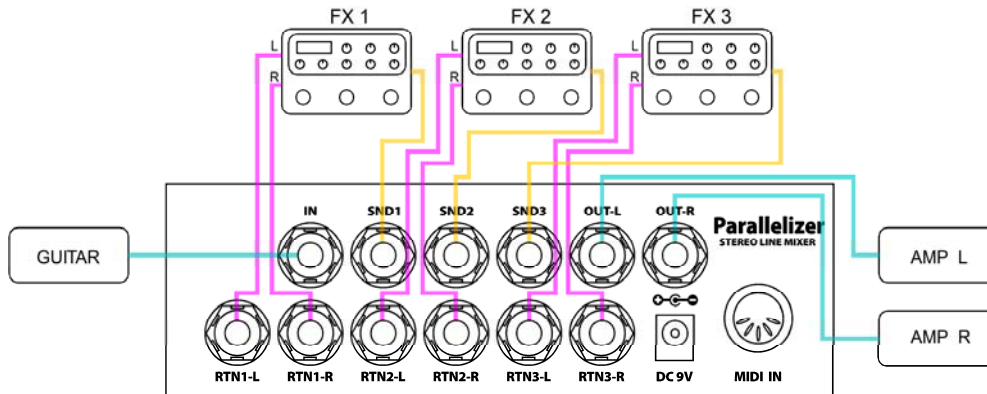 FX 1
FX 2
FX 3
L
L
L
R
R
R
IN
SND1
SND2
SND3
OUT-L
OUT-R
Parallelizer
STEREO LINE MIXER
GUITAR
AMP L
AMP R
RTN1-L
RTN1-R
RTN2-L
RTN2-R
RTN3-L
RTN3-R
DC 9V
MIDI IN